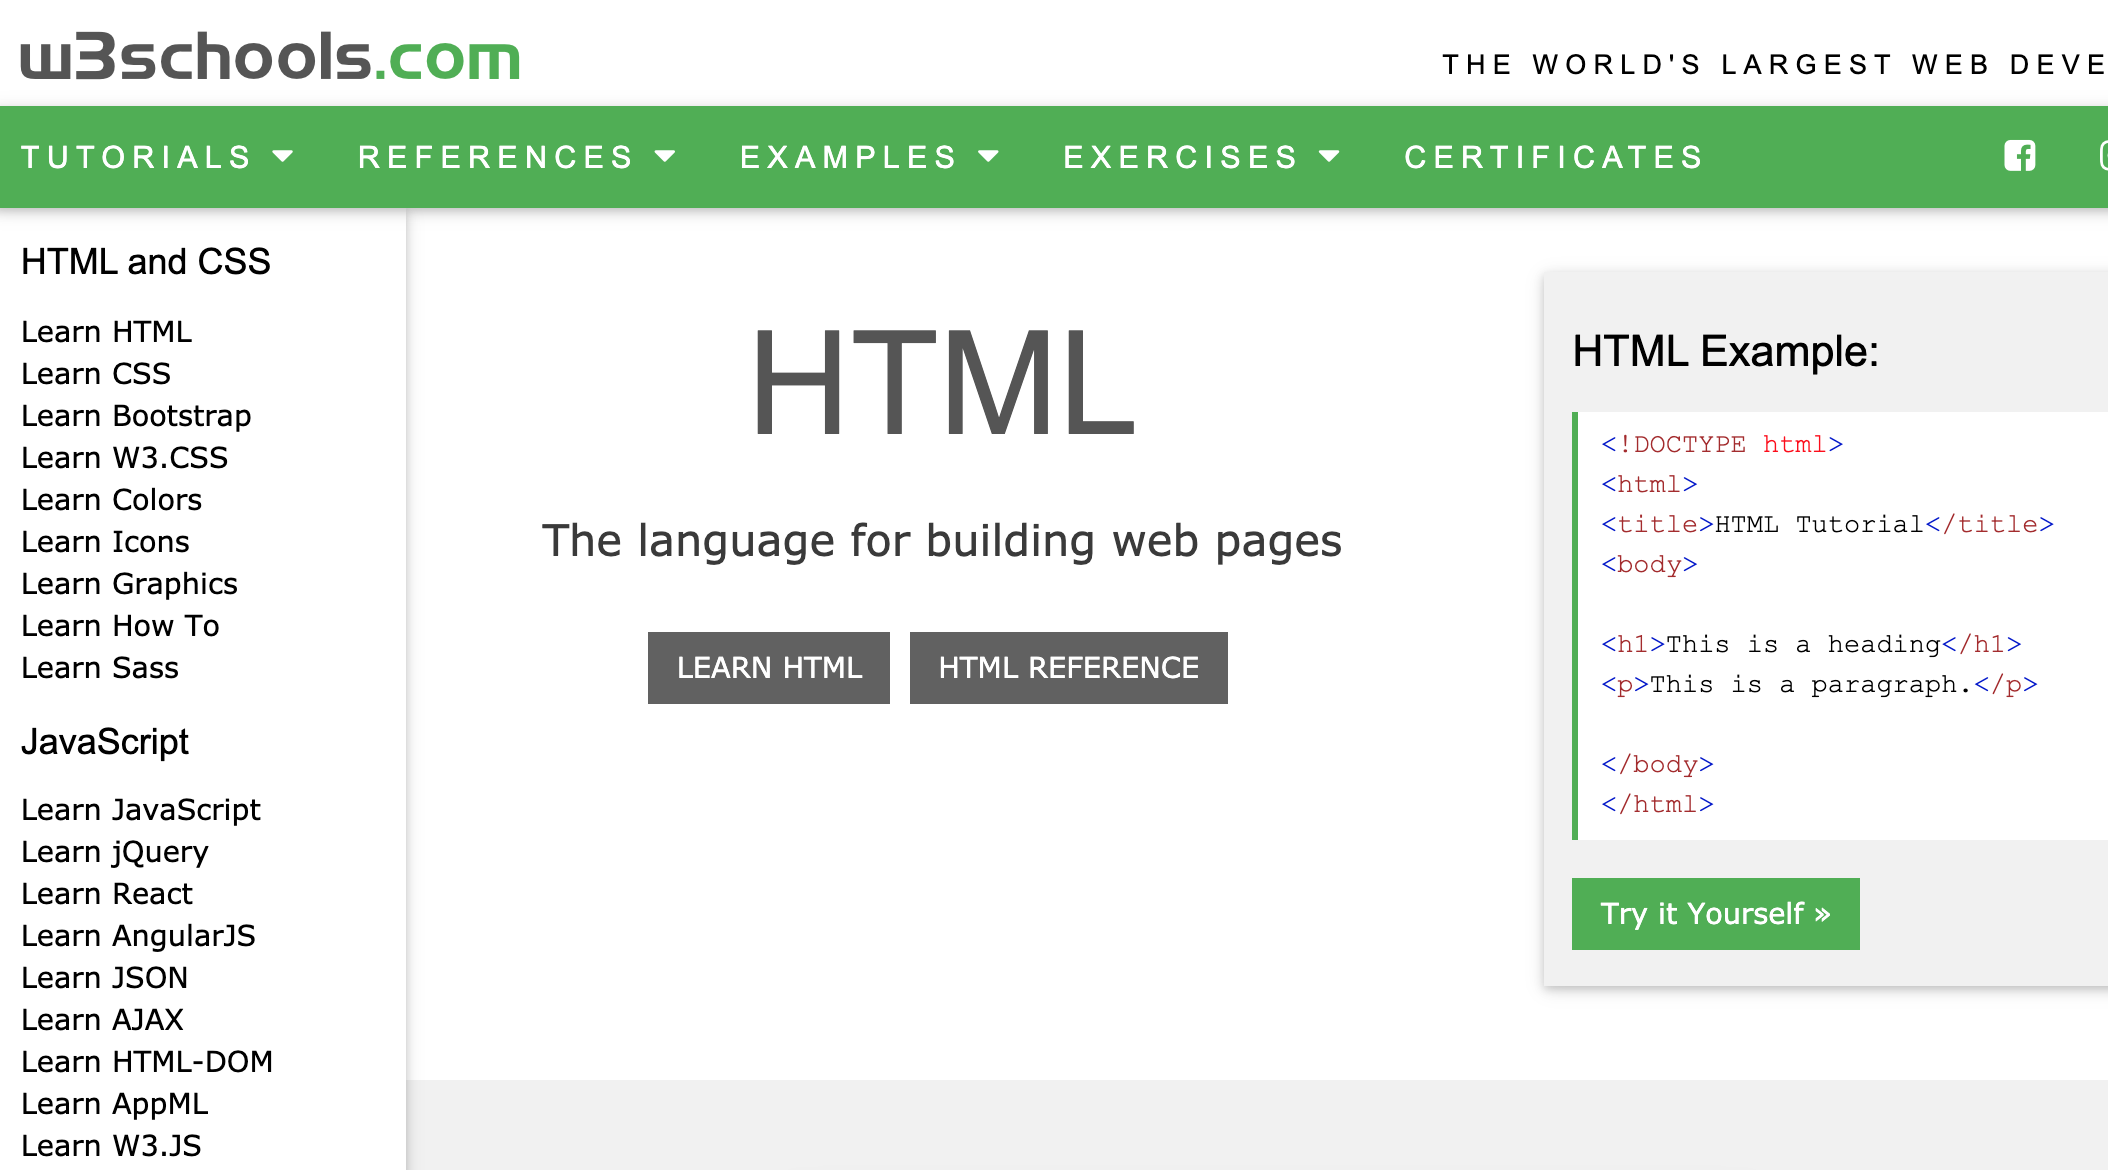 w3schools.com
THE WORLD'S LARGEST WEB
TUTORIALS
REFERENCES
EXAMPLES
EXERCISES
CERTIFICATES
HTML and CSS
Learn HTML
Learn CSS
Learn Bootstrap
Learn W3.CSS
Learn Colors
Learn Icons
Learn Graphics
Learn How To
Learn Sass
JavaScript
Learn JavaScript
Learn jQuery
Learn React
Learn AngularJS
Learn JSON
Learn AJAX
Learn HTML-DOM
Learn AppML
Learn W3.JS
HTML
The language for building web pages
LEARN HTML
HTML REFERENCE
HTML Example:
<!DOCTYPE html>
<html>
<title>HTML Tutorial</title>
<body>
<h1>This is a heading</h1>
<p>This is a paragraph.</p>
</body>
</html>
Try it Yourself »